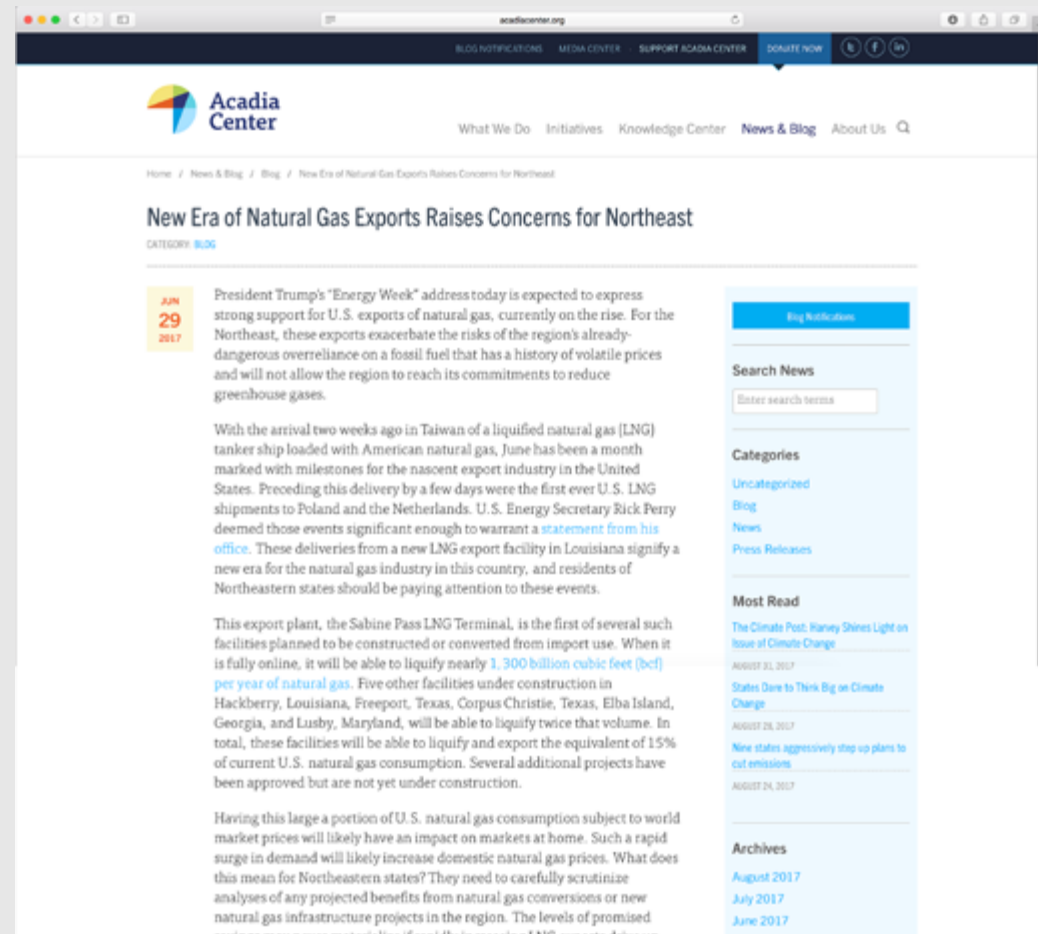 acadiacenter.org
BLOG NOTIFICATIONS MEDIA CENTER SUPPORT ACADIA CENTER DONATE NOW
Acadia
Center
What We Do Initiatives Knowledge Center News & Blog About Us
Home / News & Blog / Blog / New Era of Natural Gas Exports Raises Concerns for Northeast
New Era of Natural Gas Exports Raises Concerns for Northeast
CATEGORY: BLOG
JUN
29
2017
President Trump's "Energy Week" address today is expected to express
strong support for U.S. exports of natural gas, currently on the rise. For the
Northeast, these exports exacerbate the risks of the region's already-
dangerous overreliance on a fossil fuel that has a history of volatile prices
and will not allow the region to reach its commitments to reduce
greenhouse gases.
With the arrival two weeks ago in Taiwan of a liquified natural gas (LNG)
tanker ship loaded with American natural gas, June has been a month
marked with milestones for the nascent export industry in the United
States. Preceding this delivery by a few days were the first ever U.S. LNG
shipments to Poland and the Netherlands. U.S. Energy Secretary Rick Perry
deemed those events significant enough to warrant a statement from his
office. These deliveries from a new LNG export facility in Louisiana signify a
new era for the natural gas industry in this country, and residents of
Northeastern states should be paying attention to these events.
This export plant, the Sabine Pass LNG Terminal, is the first of several such
facilities planned to be constructed or converted from import use. When it
is fully online, it will be able to liquify nearly 1,300 billion cubic feet (bcf)
per year of natural gas. Five other facilities under construction in
Hackberry, Louisiana, Freeport, Texas, Corpus Christie, Texas, Elba Island,
Georgia, and Lusby, Maryland, will be able to liquify twice that volume. In
total, these facilities will be able to liquify and export the equivalent of 15%
of current U.S. natural gas consumption. Several additional projects have
been approved but are not yet under construction.
Having this large a portion of U.S. natural gas consumption subject to world
market prices will likely have an impact on markets at home. Such a rapid
surge in demand will likely increase domestic natural gas prices. What does
this mean for Northeastern states? They need to carefully scrutinize
analyses of any projected benefits from natural gas conversions or new
natural gas infrastructure projects in the region. The levels of promised
Blog Notifications
Search News
Enter search terms
Categories
Uncategorized
Blog
News
Press Releases
Most Read
The Climate Post: Harvey Shines Light on
Issue of Climate Change
AUGUST 31, 2017
States Dare to Think Big on Climate
Change
AUGUST 28, 2017
Nine states aggressively step up plans to
cut emissions
AUGUST 24, 2017
Archives
August 2017
July 2017
June 2017